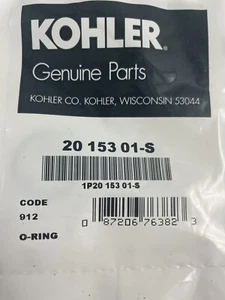 KOHLER®
Genuine Parts
KOHLER CO. KOHLER, WISCONSIN 53044
20 153 01-S
1P20 153 01-S
CODE
912
0 87206 76382 3
O-RING